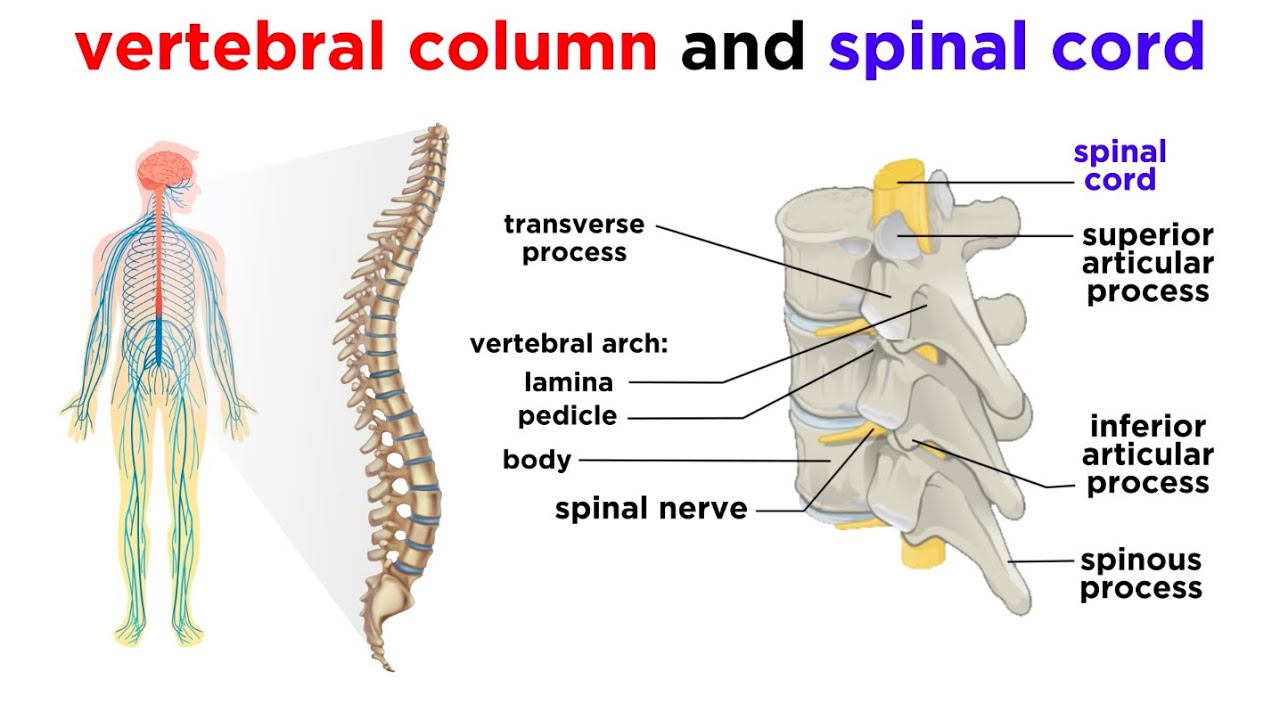 vertebral column and spinal cord
transverse
process
vertebral arch:
lamina
pedicle
body
spinal nerve
spinal
cord
superior
articular
process
inferior
articular
process
spinous
process